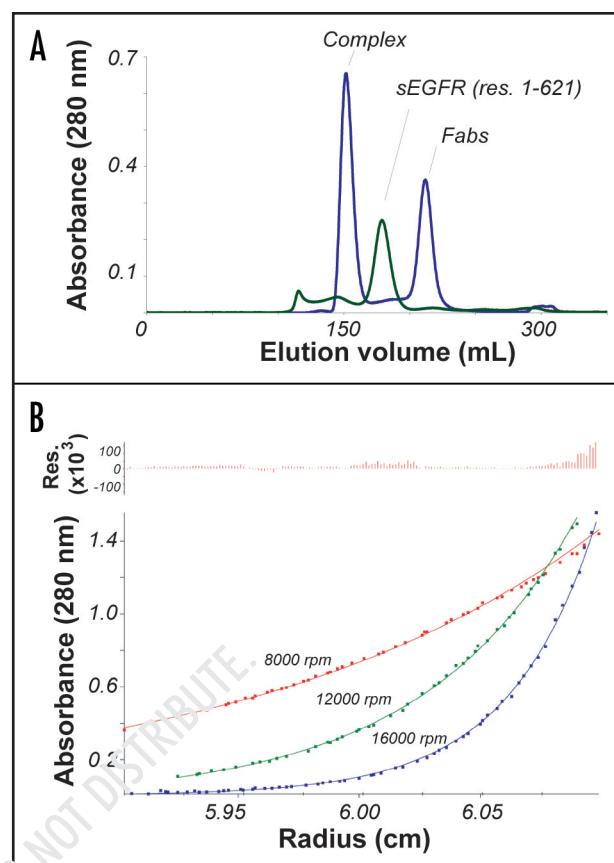 A
Complex
sEGFR (res. 1-621)
Fabs
Absorbance (280 nm)
0.7
0.4
0.1
0
150
300
Elution volume (mL)
B
Res.
(x10³)
100
0
-100
Absorbance (280 nm)
1.4
1.0
0.6
0.2
8000 rpm
12000 rpm
16000 rpm
5.95
6.00
6.05
Radius (cm)
NOT DISTRIBUTE.